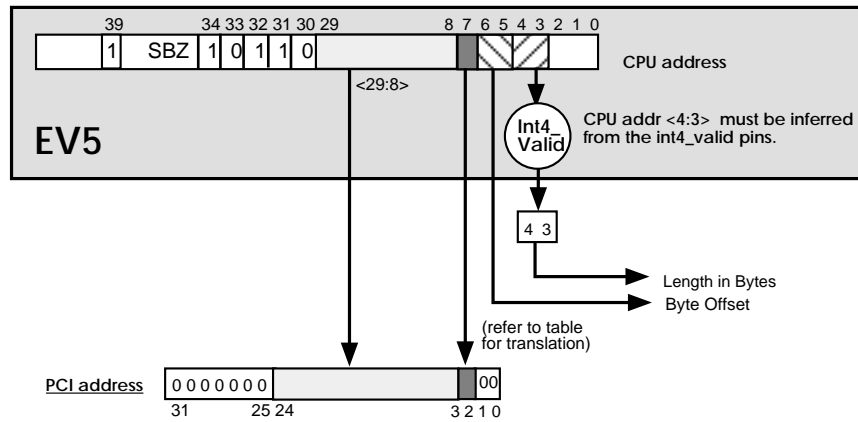 39 34 33 32 31 30 29 8 7 6 5 4 3 2 1 0
1 SBZ 1 0 1 1 0
CPU address
<29:8>
EV5
Int4_
Valid
CPU addr <4:3> must be inferred
from the int4_valid pins.
4 3
Length in Bytes
Byte Offset
(refer to table
for translation)
PCI address
0 0 0 0 0 0 0 00
31 25 24 3 2 1 0